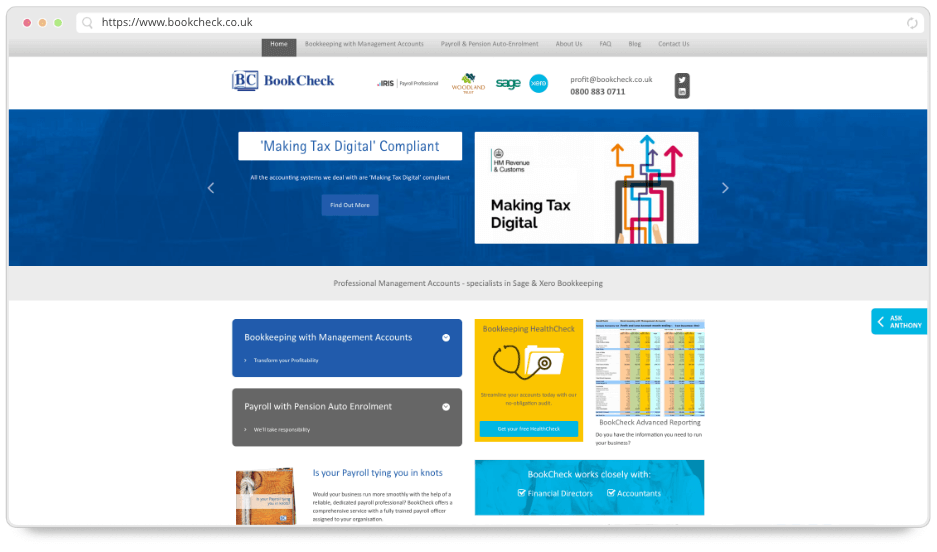 https://www.bookcheck.co.uk
Home Bookkeeping with Management Accounts Payroll & Pension Auto-Enrolment About Us FAQ Blog Contact Us
BC BookCheck
IRIS Payroll Professional
WOODLAND
TRUST
sage
xero
profit@bookcheck.co.uk
0800 883 0711
'Making Tax Digital' Compliant
All the accounting systems we deal with are 'Making Tax Digital' compliant
Find Out More
HM Revenue
& Customs
Making Tax
Digital
Professional Management Accounts - specialists in Sage & Xero Bookkeeping
ASK
ANTHONY
Bookkeeping with Management Accounts
Transform your Profitability
Payroll with Pension Auto Enrolment
We'll take responsibility
Bookkeeping HealthCheck
Streamline your accounts today with our
no-obligation audit.
Get your free HealthCheck
BookCheck Advanced Reporting
Do you have the information you need to run
your business?
Is your Payroll tying
you in knots
Is your Payroll tying you in knots
Would your business run more smoothly with the help of a
reliable, dedicated payroll professional? BookCheck offers a
comprehensive service with a fully trained payroll officer
assigned to your organisation.
BookCheck works closely with:
Financial Directors Accountants